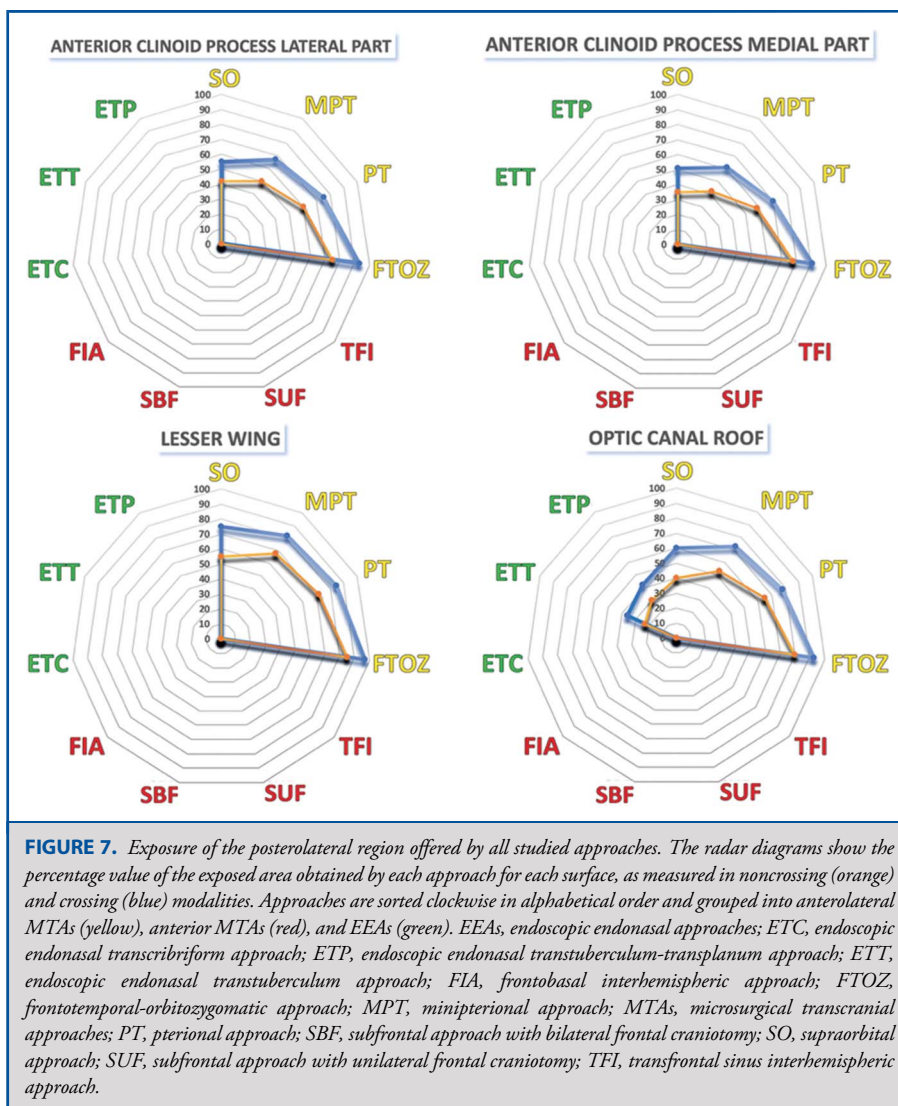 ANTERIOR CLINOID PROCESS LATERAL PART
SO
MPT
PT
FTOZ
TFI
SUF
SBF
FIA
ETC
ETT
ETP
100
90
80
70
60
50
40
30
20
10
0
ANTERIOR CLINOID PROCESS MEDIAL PART
SO
MPT
PT
FTOZ
TFI
SUF
SBF
FIA
ETC
ETT
ETP
100
90
80
70
60
50
40
30
20
10
0
LESSER WING
SO
MPT
PT
FTOZ
TFI
SUF
SBF
FIA
ETC
ETT
ETP
100
90
80
70
60
50
40
30
20
10
0
OPTIC CANAL ROOF
SO
MPT
PT
FTOZ
TFI
SUF
SBF
FIA
ETC
ETT
ETP
100
90
80
70
60
50
40
30
20
10
0
FIGURE 7. Exposure of the posterolateral region offered by all studied approaches. The radar diagrams show the
percentage value of the exposed area obtained by each approach for each surface, as measured in noncrossing (orange)
and crossing (blue) modalities. Approaches are sorted clockwise in alphabetical order and grouped into anterolateral
MTAs (yellow), anterior MTAs (red), and EEAs (green). EEAs, endoscopic endonasal approaches; ETC, endoscopic
endonasal transcribriform approach; ETP, endoscopic endonasal transtuberculum-transplanum approach; ETT,
endoscopic endonasal transtuberculum approach; FIA, frontobasal interhemispheric approach; FTOZ,
frontotemporal-orbitozygomatic approach; MPT, minipterional approach; MTAs, microsurgical transcranial
approaches; PT, pterional approach; SBF, subfrontal approach with bilateral frontal craniotomy; SO, supraorbital
approach; SUF, subfrontal approach with unilateral frontal craniotomy; TFI, transfrontal sinus interhemispheric
approach.